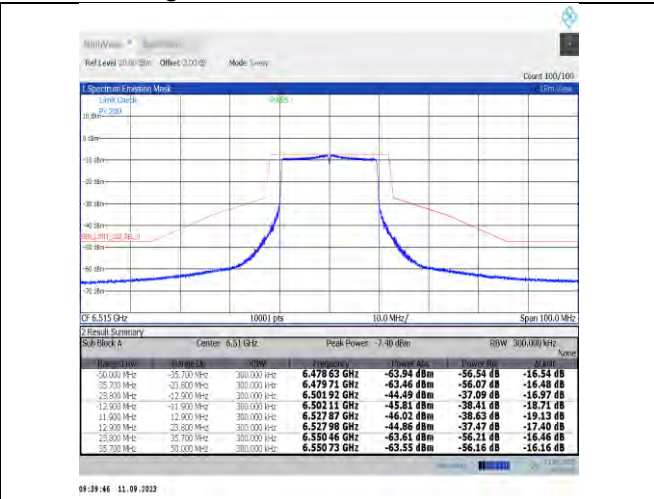 MultiView Spectrum
Ref Level 20.00 dBm Offset 2.00 dB Mode Sweep
Count 100/100
1 Spectrum Emission Mask
Limit Check PASS
10 dBm
0 dBm
-10 dBm
-20 dBm
-30 dBm
-40 dBm
-60 dBm
-70 dBm
CF 6.515 GHz 10001 pts 10.0 MHz/ Span 100.0 MHz
2 Result Summary
Sub Block A Center 6.51 GHz Peak Power -7.40 dBm RBW 300.000 kHz
None
Range Low Range Up RBW Frequency Power Abs Power Rel ΔLimit
-50.000 MHz -35.700 MHz 300.000 kHz 6.478 63 GHz -63.94 dBm -56.54 dB -16.54 dB
-35.700 MHz -23.800 MHz 300.000 kHz 6.479 71 GHz -63.46 dBm -56.07 dB -16.48 dB
-23.800 MHz -12.900 MHz 300.000 kHz 6.501 92 GHz -44.49 dBm -37.09 dB -16.97 dB
-12.900 MHz -11.900 MHz 300.000 kHz 6.502 11 GHz -45.81 dBm -38.41 dB -18.71 dB
11.900 MHz 12.900 MHz 300.000 kHz 6.527 87 GHz -46.02 dBm -38.63 dB -19.13 dB
12.900 MHz 23.800 MHz 300.000 kHz 6.527 98 GHz -44.86 dBm -37.47 dB -17.40 dB
23.800 MHz 35.700 MHz 300.000 kHz 6.550 46 GHz -63.61 dBm -56.21 dB -16.46 dB
35.700 MHz 50.000 MHz 300.000 kHz 6.550 73 GHz -63.55 dBm -56.16 dB -16.16 dB
09:39:46 11.09.2023